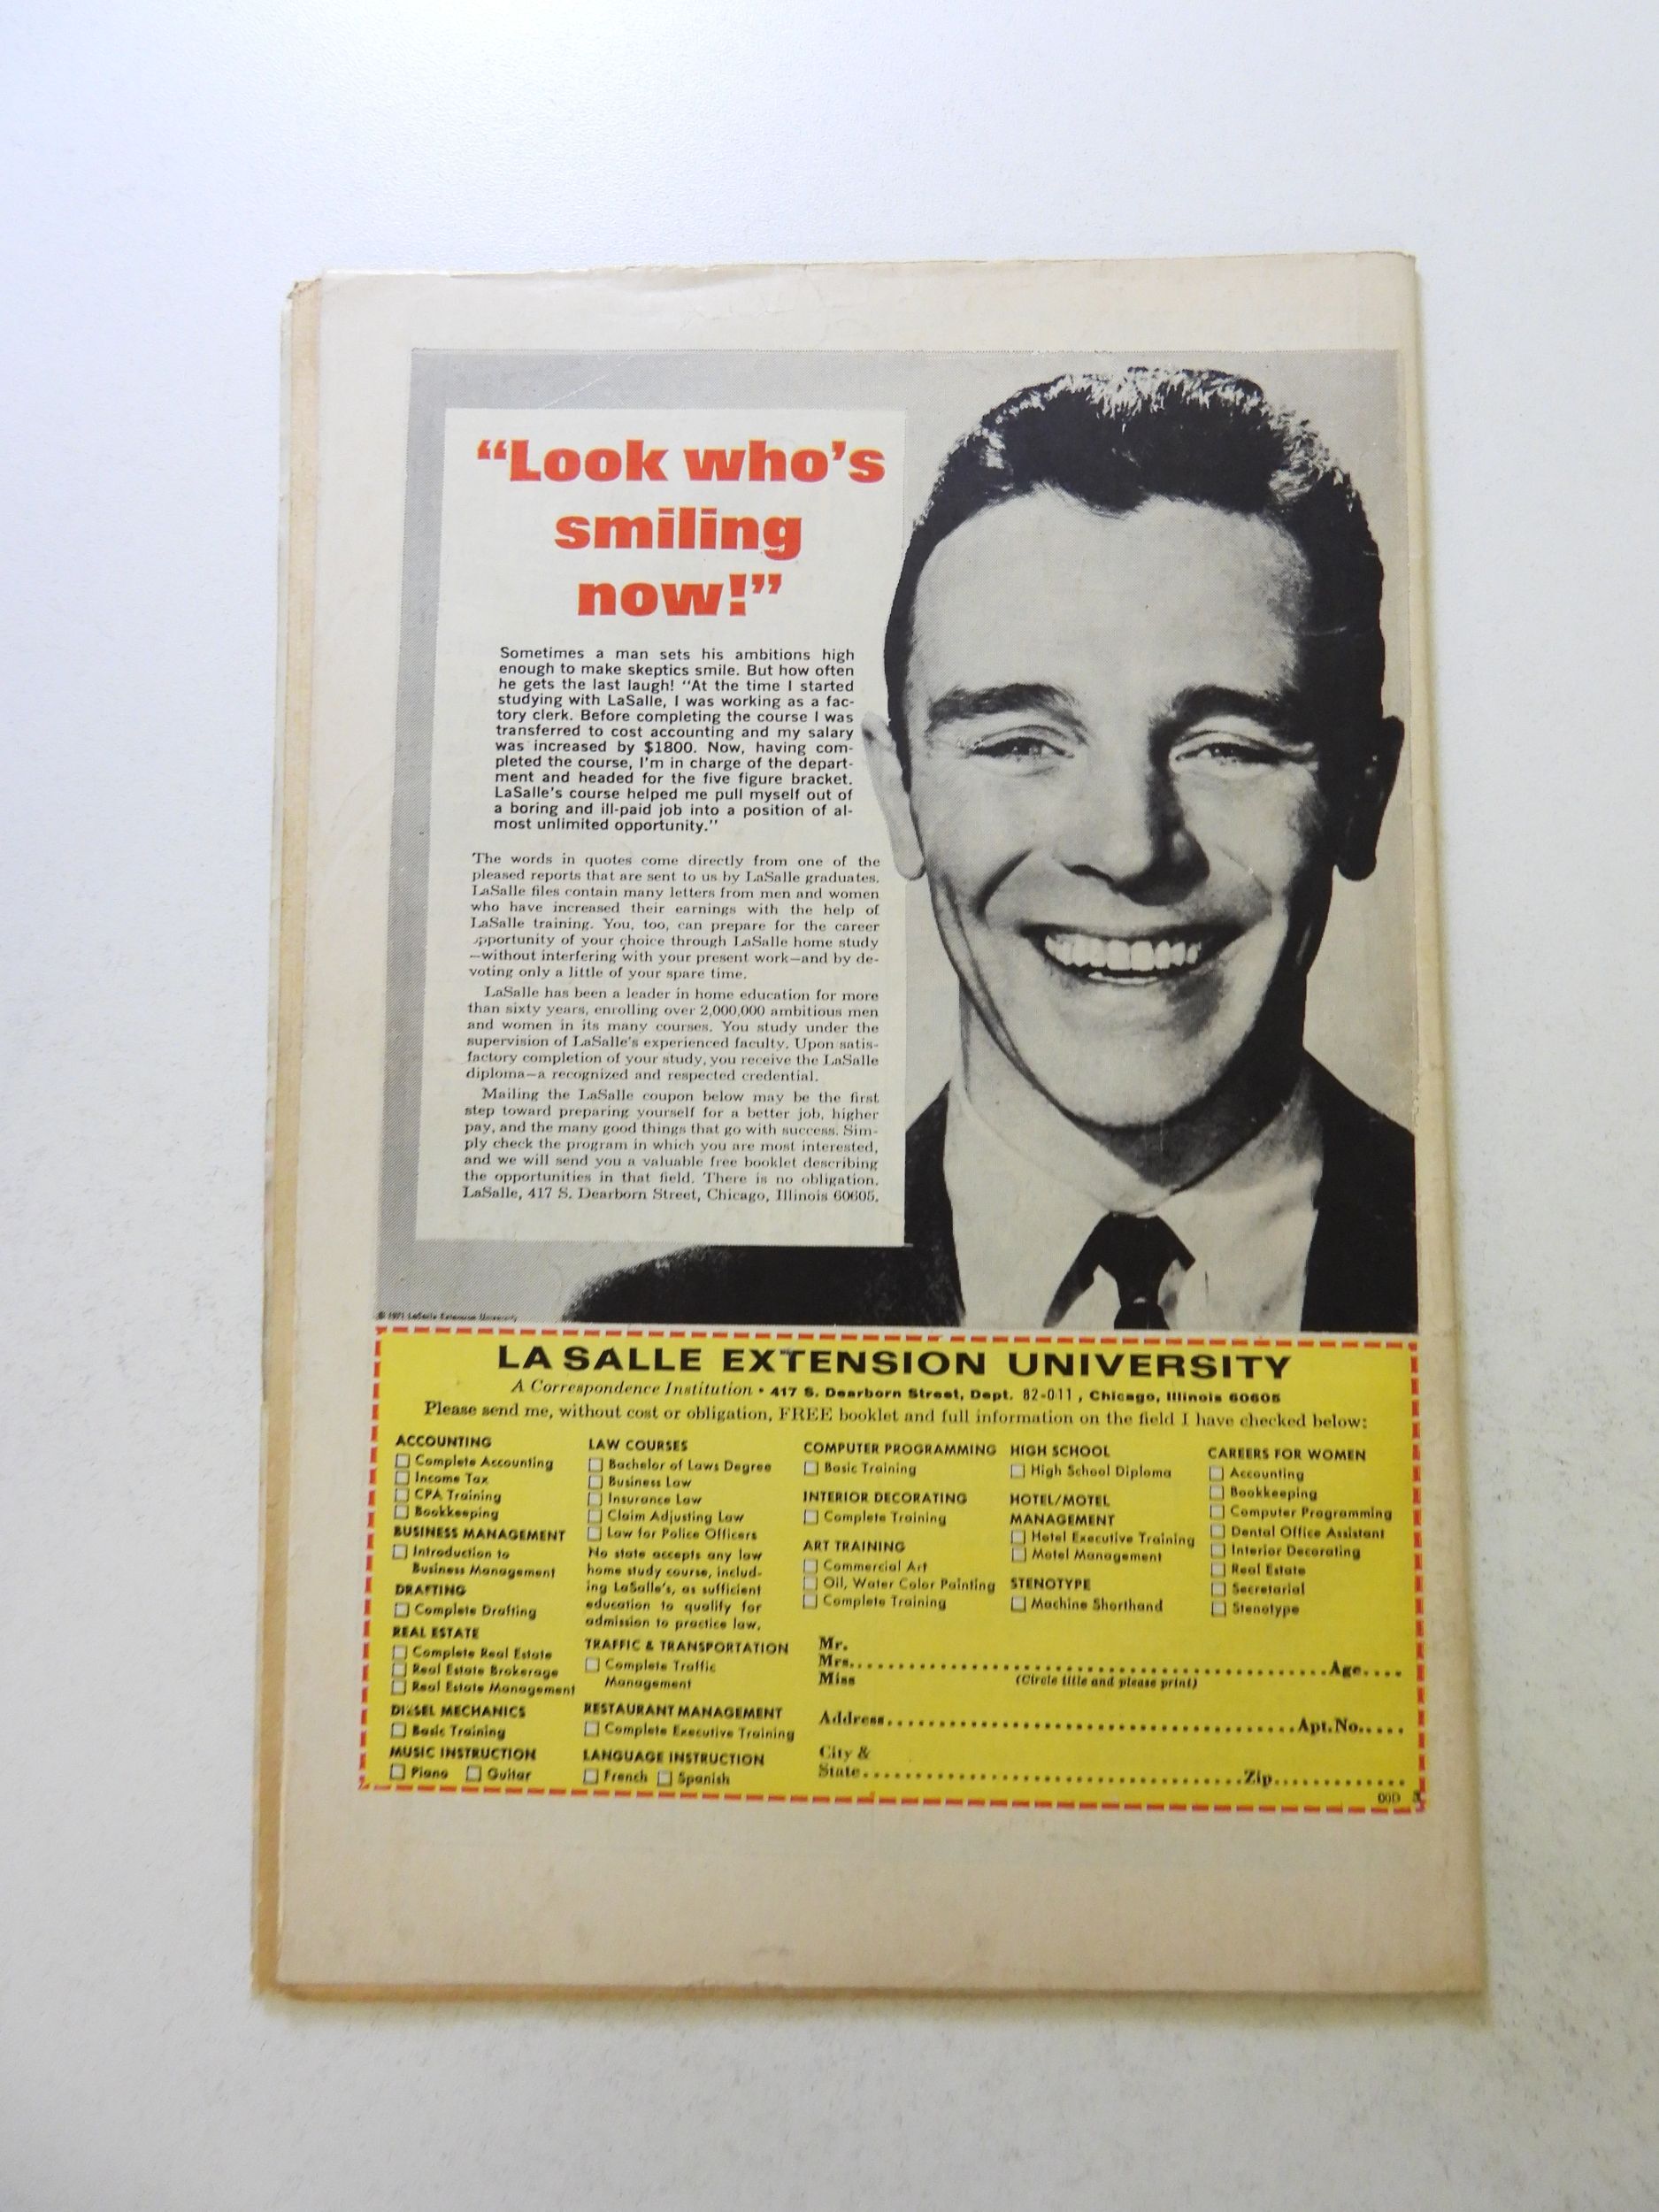 “Look who’s
smiling
now!”
Sometimes a man sets his ambitions high
enough to make skeptics smile. But how often
he gets the last laugh! “At the time I started
studying with LaSalle, I was working as a fac-
tory clerk. Before completing the course I was
transferred to cost accounting and my salary
was increased by $1800. Now, having com-
pleted the course, I’m in charge of the depart-
ment and headed for the five figure bracket.
LaSalle’s course helped me pull myself out of
a boring and ill-paid job into a position of al-
most unlimited opportunity.”
The words in quotes come directly from one of the
pleased reports that are sent to us by LaSalle graduates.
LaSalle files contain many letters from men and women
who have increased their earnings with the help of
LaSalle training. You, too, can prepare for the career
opportunity of your choice through LaSalle home study
—without interfering with your present work—and by de-
voting only a little of your spare time.
LaSalle has been a leader in home education for more
than sixty years, enrolling over 2,000,000 ambitious men
and women in its many courses. You study under the
supervision of LaSalle’s experienced faculty. Upon satis-
factory completion of your study, you receive the LaSalle
diploma—a recognized and respected credential.
Mailing the LaSalle coupon below may be the first
step toward preparing yourself for a better job, higher
pay, and the many good things that go with success. Sim-
ply check the program in which you are most interested,
and we will send you a valuable free booklet describing
the opportunities in that field. There is no obligation.
LaSalle, 417 S. Dearborn Street, Chicago, Illinois 60605.
© 1971 LaSalle Extension University
LA SALLE EXTENSION UNIVERSITY
A Correspondence Institution • 417 S. Dearborn Street, Dept. 82-011, Chicago, Illinois 60605
Please send me, without cost or obligation, FREE booklet and full information on the field I have checked below:
ACCOUNTING
Complete Accounting
Income Tax
CPA Training
Bookkeeping
BUSINESS MANAGEMENT
Introduction to
Business Management
DRAFTING
Complete Drafting
REAL ESTATE
Complete Real Estate
Real Estate Brokerage
Real Estate Management
DIESEL MECHANICS
Basic Training
MUSIC INSTRUCTION
Piano Guitar
LAW COURSES
Bachelor of Laws Degree
Business Law
Insurance Law
Claim Adjusting Law
Law for Police Officers
No state accepts any law
home study course, includ-
ing LaSalle’s, as sufficient
education to qualify for
admission to practice law.
TRAFFIC & TRANSPORTATION
Complete Traffic
Management
RESTAURANT MANAGEMENT
Complete Executive Training
LANGUAGE INSTRUCTION
French Spanish
COMPUTER PROGRAMMING
Basic Training
INTERIOR DECORATING
Complete Training
ART TRAINING
Commercial Art
Oil, Water Color Painting
Complete Training
HIGH SCHOOL
High School Diploma
HOTEL/MOTEL
MANAGEMENT
Hotel Executive Training
Motel Management
STENOTYPE
Machine Shorthand
CAREERS FOR WOMEN
Accounting
Bookkeeping
Computer Programming
Dental Office Assistant
Interior Decorating
Real Estate
Secretarial
Stenotype
Mr.
Mrs. Age
Miss (Circle title and please print)
Address Apt.No.
City &
State Zip
00D